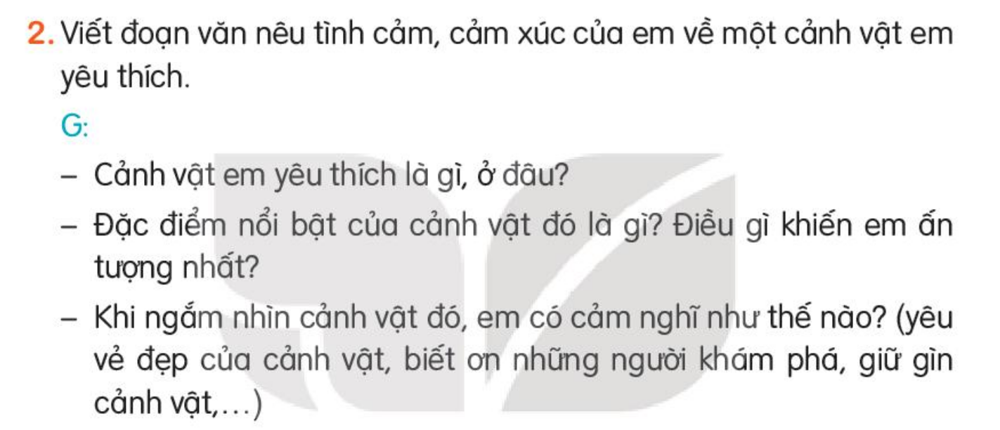 2. Viết đoạn văn nêu tình cảm, cảm xúc của em về một cảnh vật em
yêu thích.
G:
– Cảnh vật em yêu thích là gì, ở đâu?
– Đặc điểm nổi bật của cảnh vật đó là gì? Điều gì khiến em ấn
tượng nhất?
– Khi ngắm nhìn cảnh vật đó, em có cảm nghĩ như thế nào? (yêu
vẻ đẹp của cảnh vật, biết ơn những người khám phá, giữ gìn
cảnh vật,...)